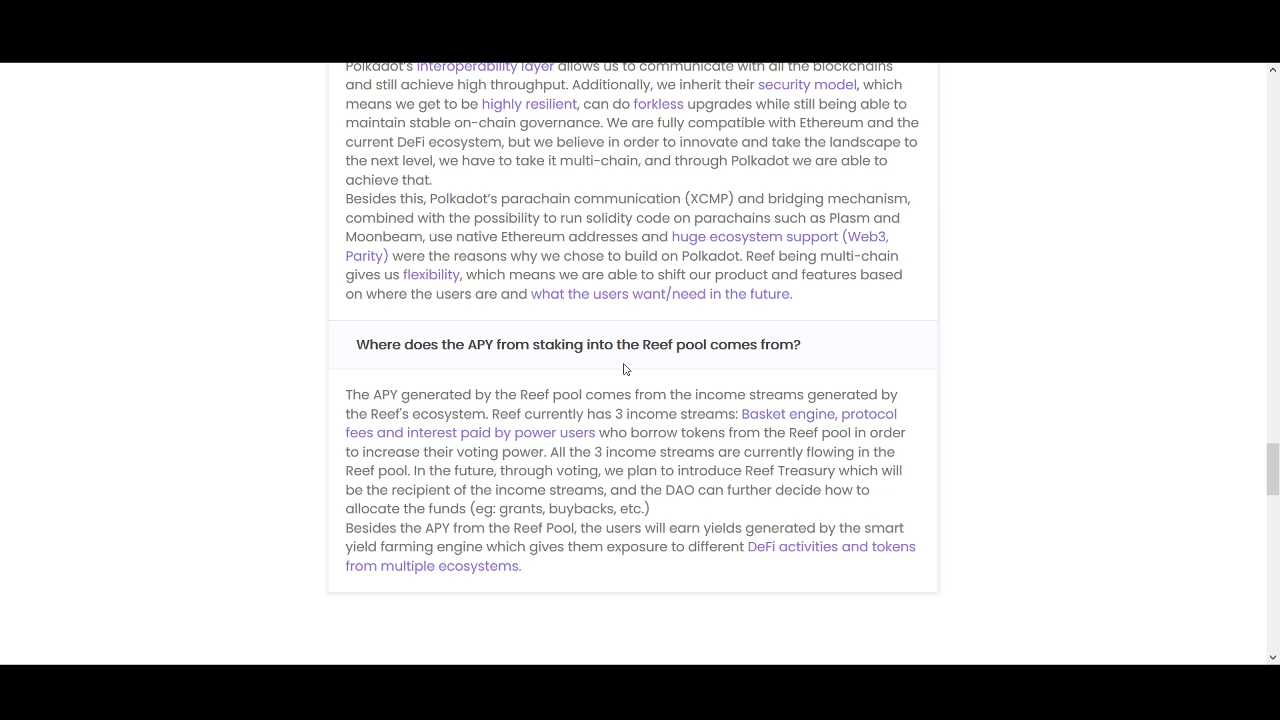 Polkadot's interoperability layer allows us to communicate with all the blockchains
and still achieve high throughput. Additionally, we inherit their security model, which
means we get to be highly resilient, can do forkless upgrades while still being able to
maintain stable on-chain governance. We are fully compatible with Ethereum and the
current DeFi ecosystem, but we believe in order to innovate and take the landscape to
the next level, we have to take it multi-chain, and through Polkadot we are able to
achieve that.
Besides this, Polkadot's parachain communication (XCMP) and bridging mechanism,
combined with the possibility to run solidity code on parachains such as Plasm and
Moonbeam, use native Ethereum addresses and huge ecosystem support (Web3,
Parity) were the reasons why we chose to build on Polkadot. Reef being multi-chain
gives us flexibility, which means we are able to shift our product and features based
on where the users are and what the users want/need in the future.
Where does the APY from staking into the Reef pool comes from?
The APY generated by the Reef pool comes from the income streams generated by
the Reef's ecosystem. Reef currently has 3 income streams: Basket engine, protocol
fees and interest paid by power users who borrow tokens from the Reef pool in order
to increase their voting power. All the 3 income streams are currently flowing in the
Reef pool. In the future, through voting, we plan to introduce Reef Treasury which will
be the recipient of the income streams, and the DAO can further decide how to
allocate the funds (eg: grants, buybacks, etc.)
Besides the APY from the Reef Pool, the users will earn yields generated by the smart
yield farming engine which gives them exposure to different DeFi activities and tokens
from multiple ecosystems.